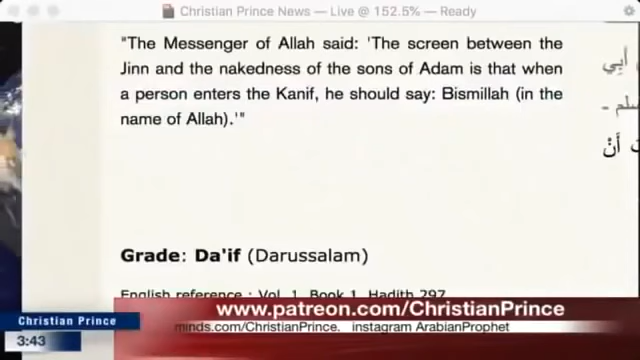 Christian Prince News — Live @ 152.5% — Ready
"The Messenger of Allah said: 'The screen between the
Jinn and the nakedness of the sons of Adam is that when
a person enters the Kanif, he should say: Bismillah (in the
name of Allah).'"
أَبِي
سلم -
أَنْ
Grade: Da'if (Darussalam)
English reference : Vol. 1, Book 1, Hadith 297
www.patreon.com/ChristianPrince
Christian Prince
minds.com/ChristianPrince. instagram ArabianProphet
3:43